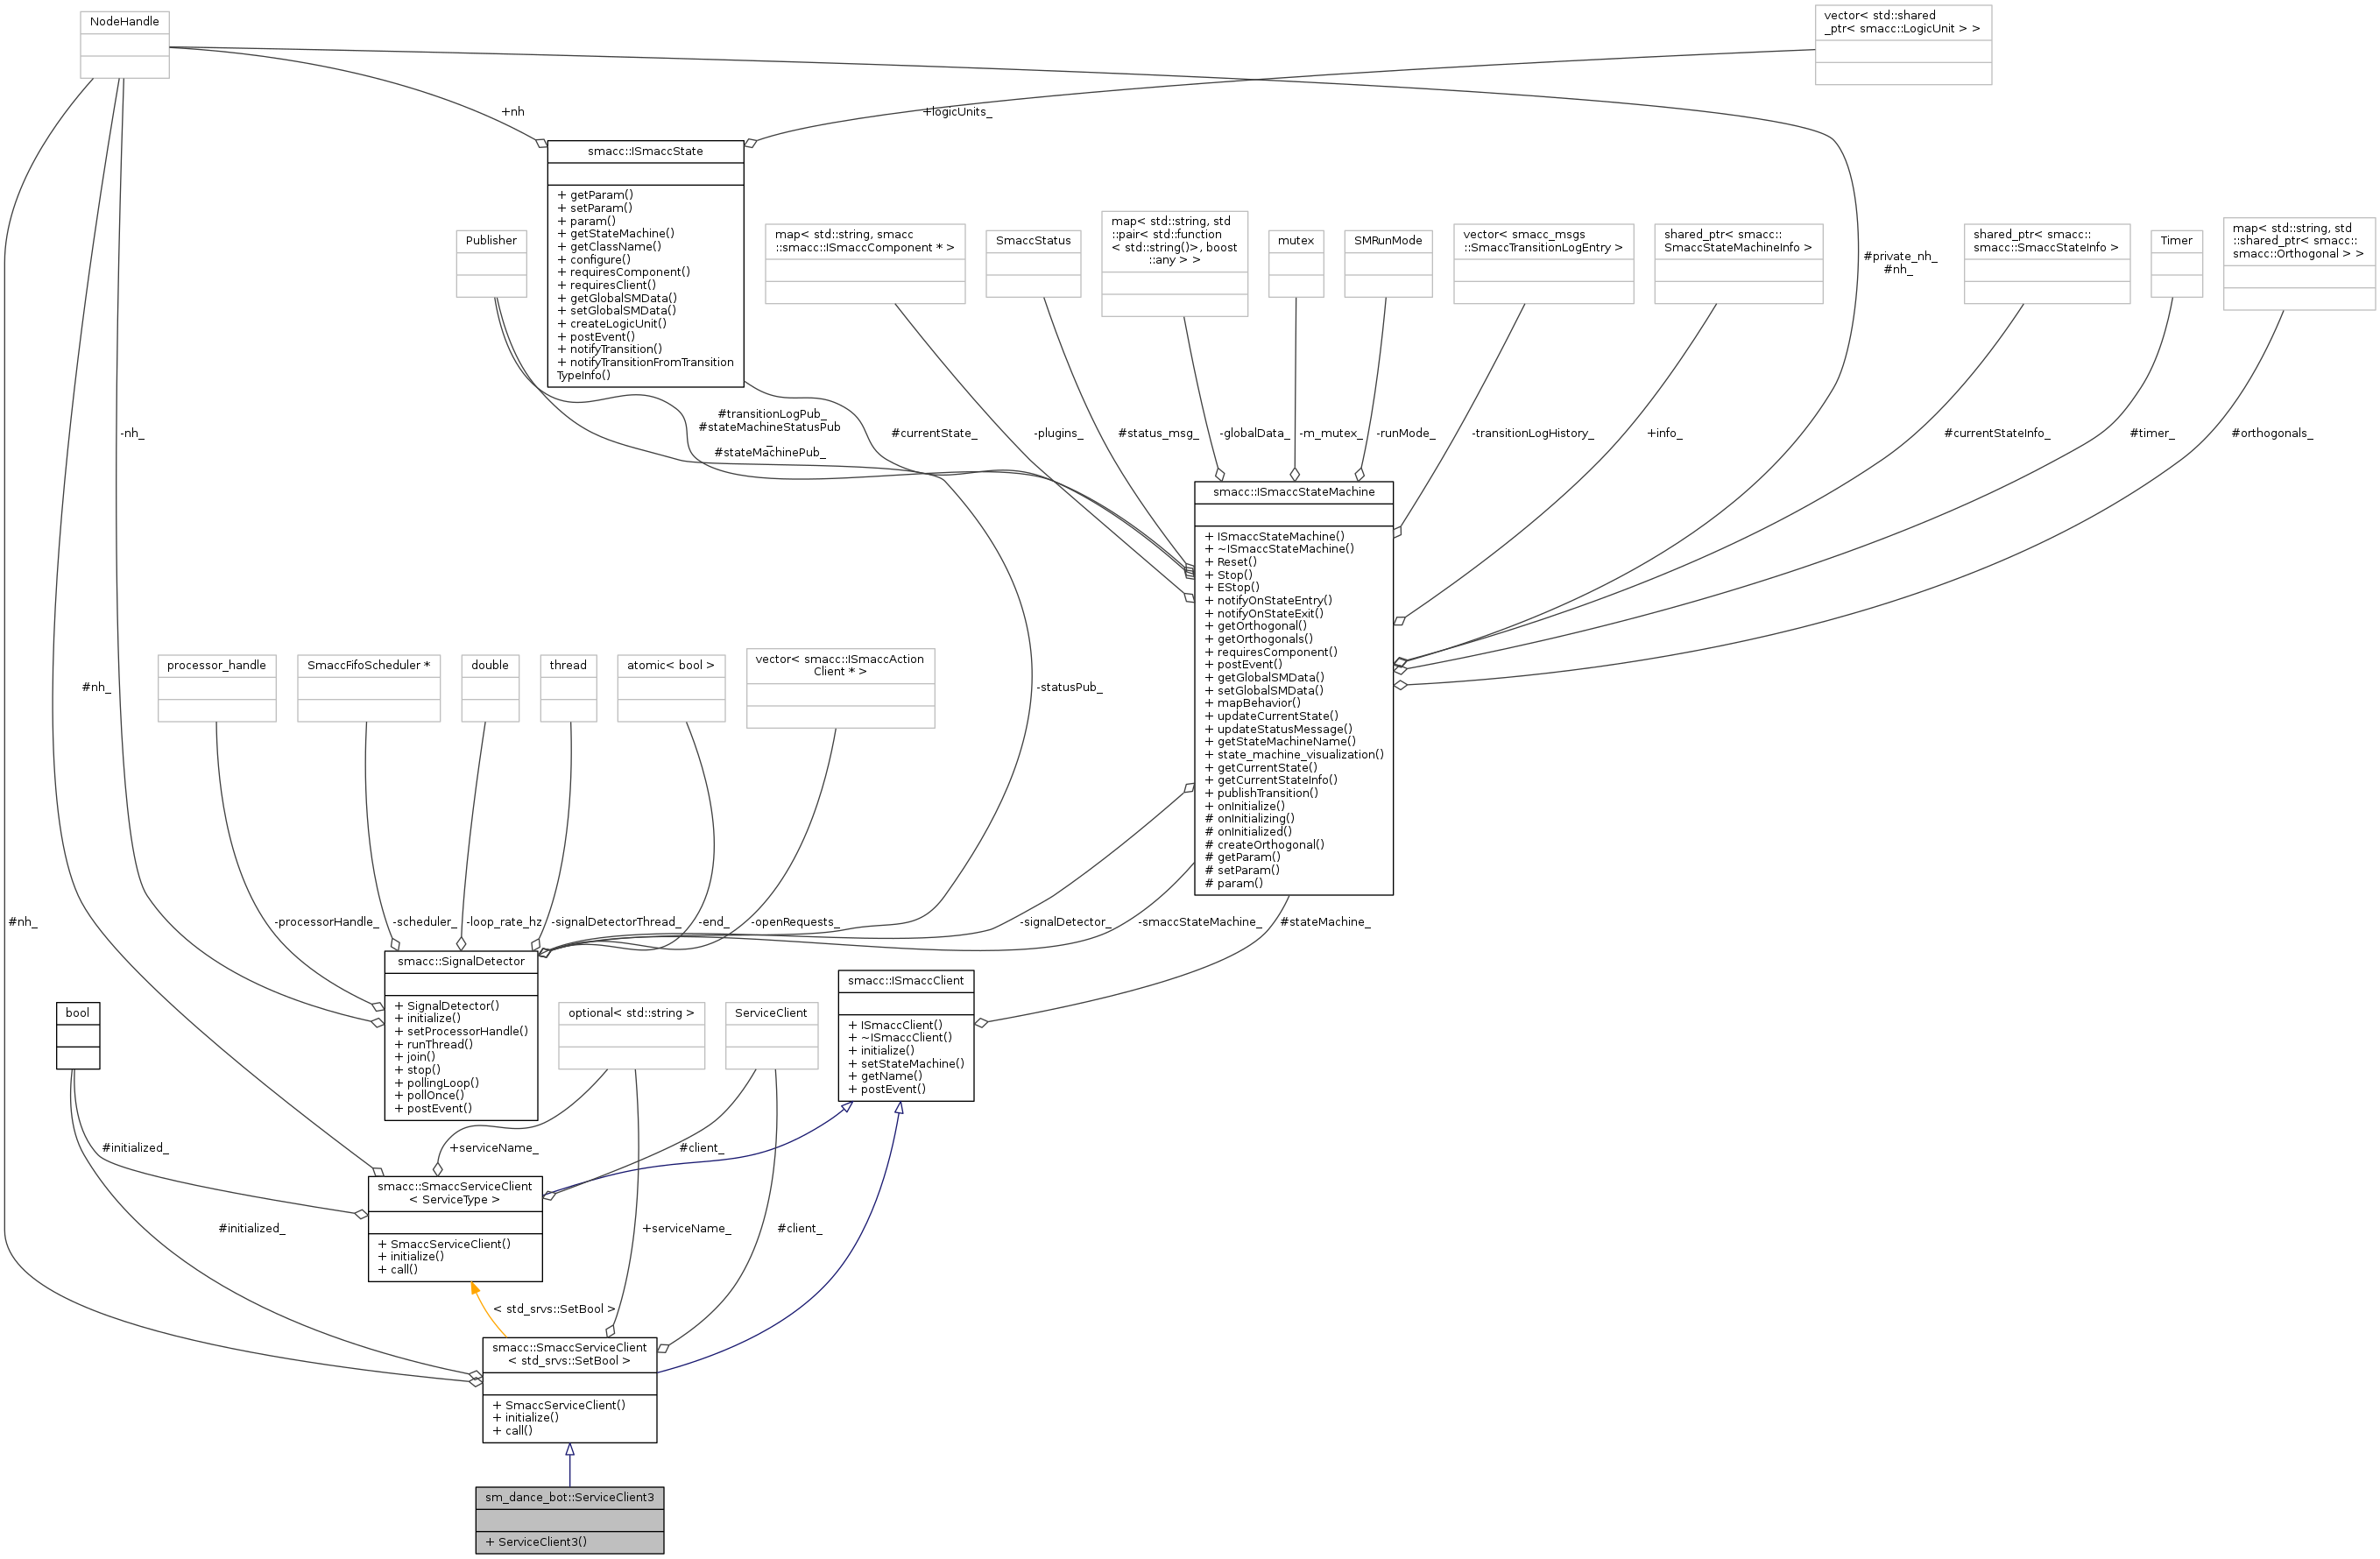 NodeHandle
vector< std::shared
_ptr< smacc::LogicUnit > >
+nh
+logicUnits_
smacc::ISmaccState
+ getParam()
+ setParam()
+ param()
+ getStateMachine()
+ getClassName()
+ configure()
+ requiresComponent()
+ requiresClient()
+ getGlobalSMData()
+ setGlobalSMData()
+ createLogicUnit()
+ postEvent()
+ notifyTransition()
+ notifyTransitionFromTransition
TypeInfo()
Publisher
map< std::string, smacc
::smacc::ISmaccComponent * >
SmaccStatus
map< std::string, std
::pair< std::function
< std::string()>, boost
::any > >
mutex
SMRunMode
vector< smacc_msgs
::SmaccTransitionLogEntry >
shared_ptr< smacc::
SmaccStateMachineInfo >
#private_nh_
#nh_
shared_ptr< smacc::
smacc::SmaccStateInfo >
Timer
map< std::string, std
::shared_ptr< smacc::
smacc::Orthogonal > >
-nh_
#transitionLogPub_
#stateMachineStatusPub
_
#stateMachinePub_
#currentState_
-plugins_
#status_msg_
-globalData_
-m_mutex_
-runMode_
-transitionLogHistory_
+info_
#currentStateInfo_
#timer_
#orthogonals_
smacc::ISmaccStateMachine
+ ISmaccStateMachine()
+ ~ISmaccStateMachine()
+ Reset()
+ Stop()
+ EStop()
+ notifyOnStateEntry()
+ notifyOnStateExit()
+ getOrthogonal()
+ getOrthogonals()
+ requiresComponent()
+ postEvent()
+ getGlobalSMData()
+ setGlobalSMData()
+ mapBehavior()
+ updateCurrentState()
+ updateStatusMessage()
+ getStateMachineName()
+ state_machine_visualization()
+ getCurrentState()
+ getCurrentStateInfo()
+ publishTransition()
+ onInitialize()
# onInitializing()
# onInitialized()
# createOrthogonal()
# getParam()
# setParam()
# param()
processor_handle
SmaccFifoScheduler *
double
thread
atomic< bool >
vector< smacc::ISmaccAction
Client * >
#nh_
-statusPub_
#nh_
-processorHandle_
-scheduler_
-loop_rate_hz
-signalDetectorThread_
-end_
-openRequests_
-signalDetector_
-smaccStateMachine_
#stateMachine_
smacc::SignalDetector
+ SignalDetector()
+ initialize()
+ setProcessorHandle()
+ runThread()
+ join()
+ stop()
+ pollingLoop()
+ pollOnce()
+ postEvent()
smacc::ISmaccClient
+ ISmaccClient()
+ ~ISmaccClient()
+ initialize()
+ setStateMachine()
+ getName()
+ postEvent()
bool
optional< std::string >
ServiceClient
#initialized_
+serviceName_
#client_
smacc::SmaccServiceClient
< ServiceType >
+ SmaccServiceClient()
+ initialize()
+ call()
#initialized_
+serviceName_
#client_
< std_srvs::SetBool >
smacc::SmaccServiceClient
< std_srvs::SetBool >
+ SmaccServiceClient()
+ initialize()
+ call()
sm_dance_bot::ServiceClient3
+ ServiceClient3()